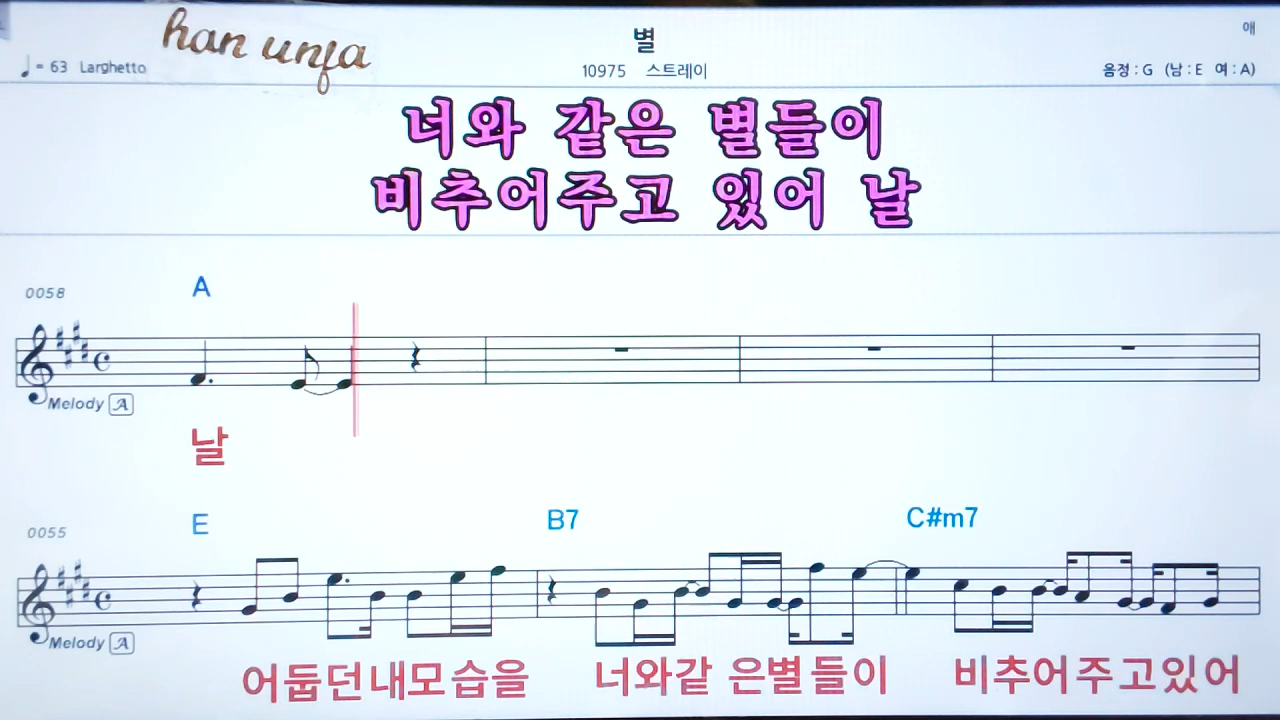 han unfa
별
애
♩= 63 Larghetto
10975 스트레이
음정 : G (남 : E 여 : A)
너와 같은 별들이
비추어주고 있어 날
0058
A
Melody A
날
0055
E B7 C#m7
Melody A
어둡던내모습을 너와같 은별들이 비추어주고있어